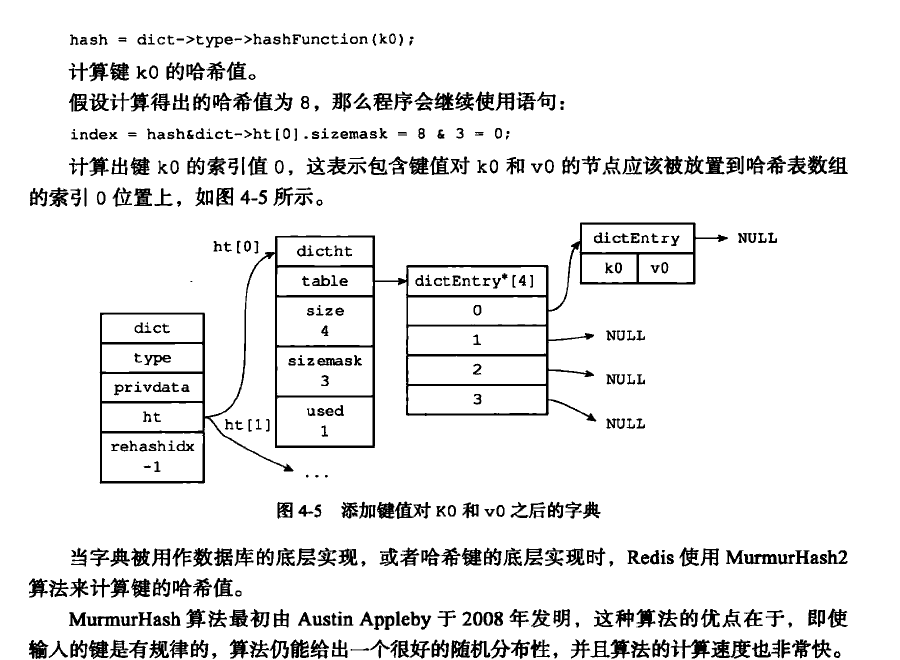 hash = dict->type->hashFunction(k0);
计算键 k0 的哈希值。
假设计算得出的哈希值为 8，那么程序会继续使用语句：
index = hash&dict->ht[0].sizemask = 8 & 3 = 0;
计算出键 k0 的索引值 0，这表示包含键值对 k0 和 v0 的节点应该被放置到哈希表数组
的索引 0 位置上，如图 4-5 所示。
dict
type
privdata
ht
rehashidx
-1
ht[0]
ht[1]
...
dictht
table
size
4
sizemask
3
used
1
dictEntry*[4]
0
1
2
3
dictEntry
k0 v0
NULL
NULL
NULL
NULL
图 4-5 添加键值对 K0 和 v0 之后的字典
当字典被用作数据库的底层实现，或者哈希键的底层实现时，Redis 使用 MurmurHash2
算法来计算键的哈希值。
MurmurHash 算法最初由 Austin Appleby 于 2008 年发明，这种算法的优点在于，即使
输入的键是有规律的，算法仍能给出一个很好的随机分布性，并且算法的计算速度也非常快。